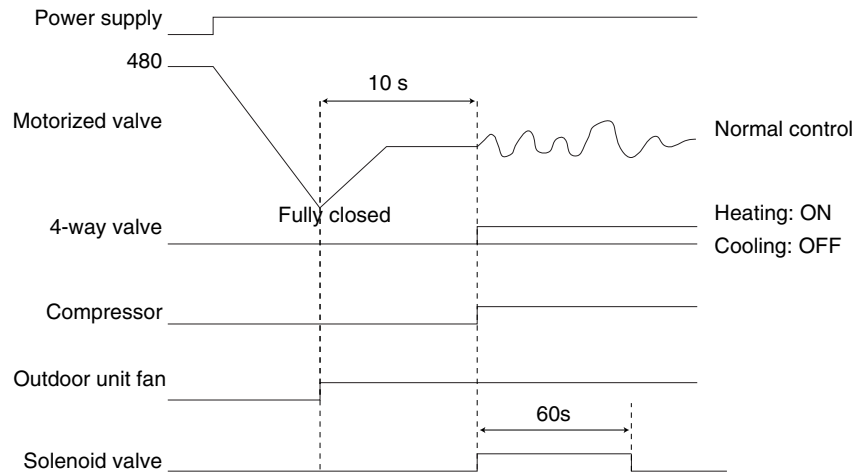 Power supply
480
10 s
Motorized valve
Normal control
Fully closed
Heating: ON
4-way valve
Cooling: OFF
Compressor
Outdoor unit fan
60s
Solenoid valve